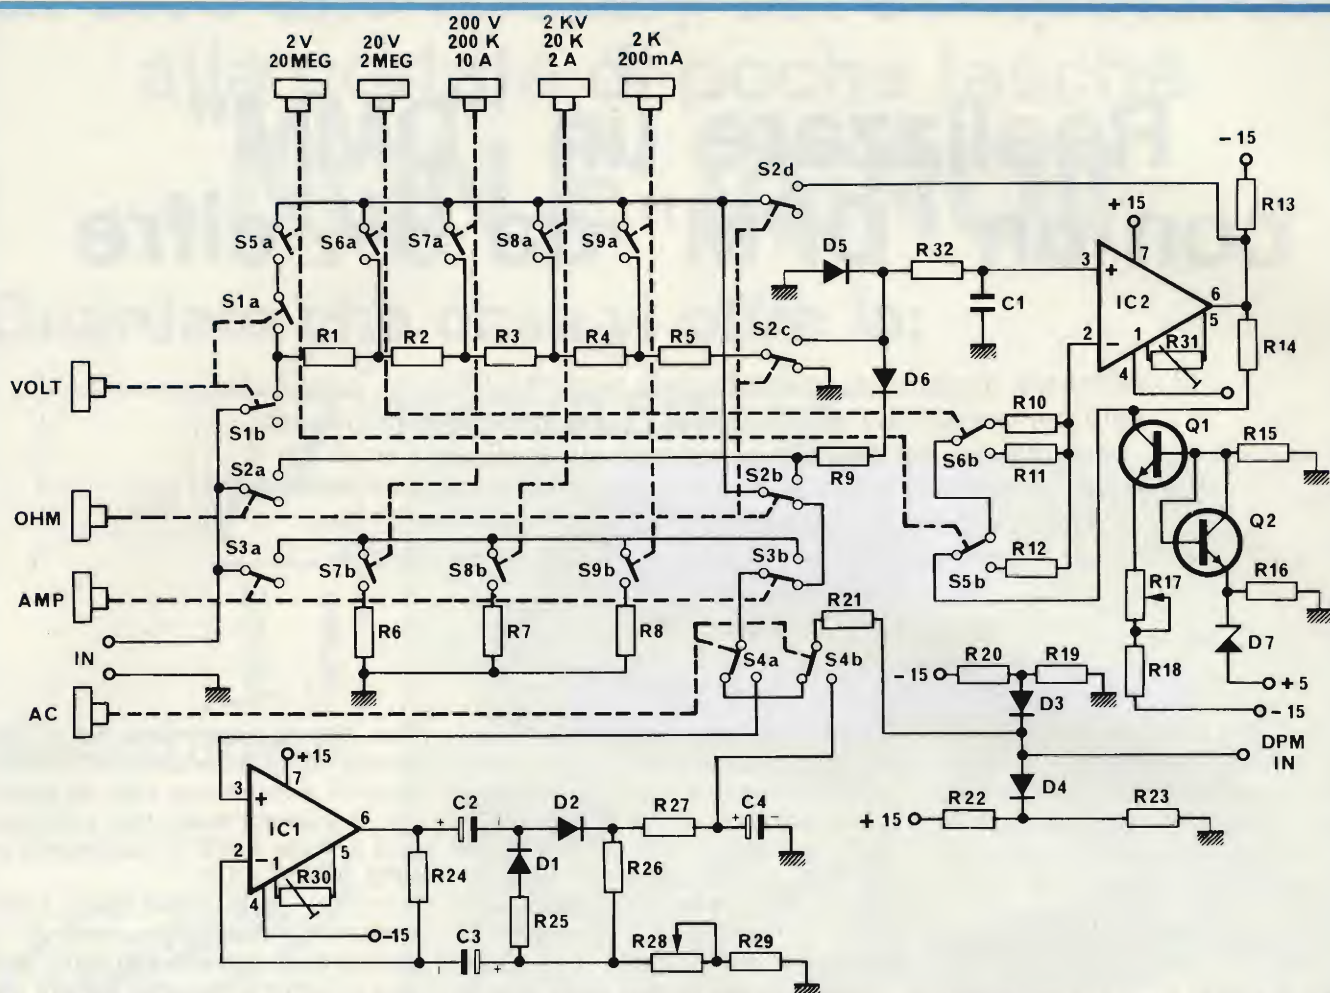 200 V
2 KV
2 V
20 V
200 K
20 K
2 K
20 MEG
2 MEG
10 A
2 A
200 mA
- 15
S2d
R13
+ 15
S5a
S6a
S7a
S8a
S9a
D5
R32
3
7
+
IC2
6
S1a
C1
2
-
1
5
R31
R14
4
R1
R2
R3
R4
R5
S2c
VOLT
D6
S1b
R10
Q1
S6b
R11
R15
S2a
S2b
R9
OHM
Q2
S3a
S7b
S8b
S9b
S3b
S5b
R12
R16
AMP
R17
R21
R6
R7
R8
D7
IN
S4a
S4b
R20
R19
R18
+ 5
- 15
- 15
AC
D3
DPM
IN
+ 15
3
7
+
IC1
6
C2
+
-
D2
R27
C4
+
-
D4
R22
R23
+ 15
2
-
1
5
R30
4
R24
D1
R26
R25
-15
C3
-
+
R28
R29